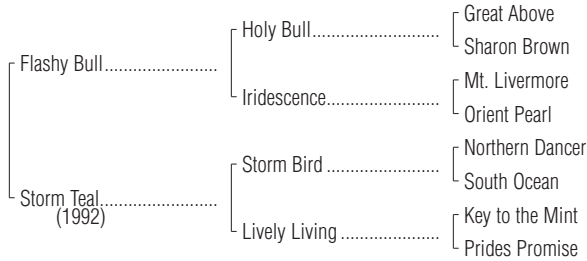 Great Above
Holy Bull
Sharon Brown
Flashy Bull
Mt. Livermore
Iridescence
Orient Pearl
Northern Dancer
Storm Bird
South Ocean
Storm Teal
(1992)
Key to the Mint
Lively Living
Prides Promise